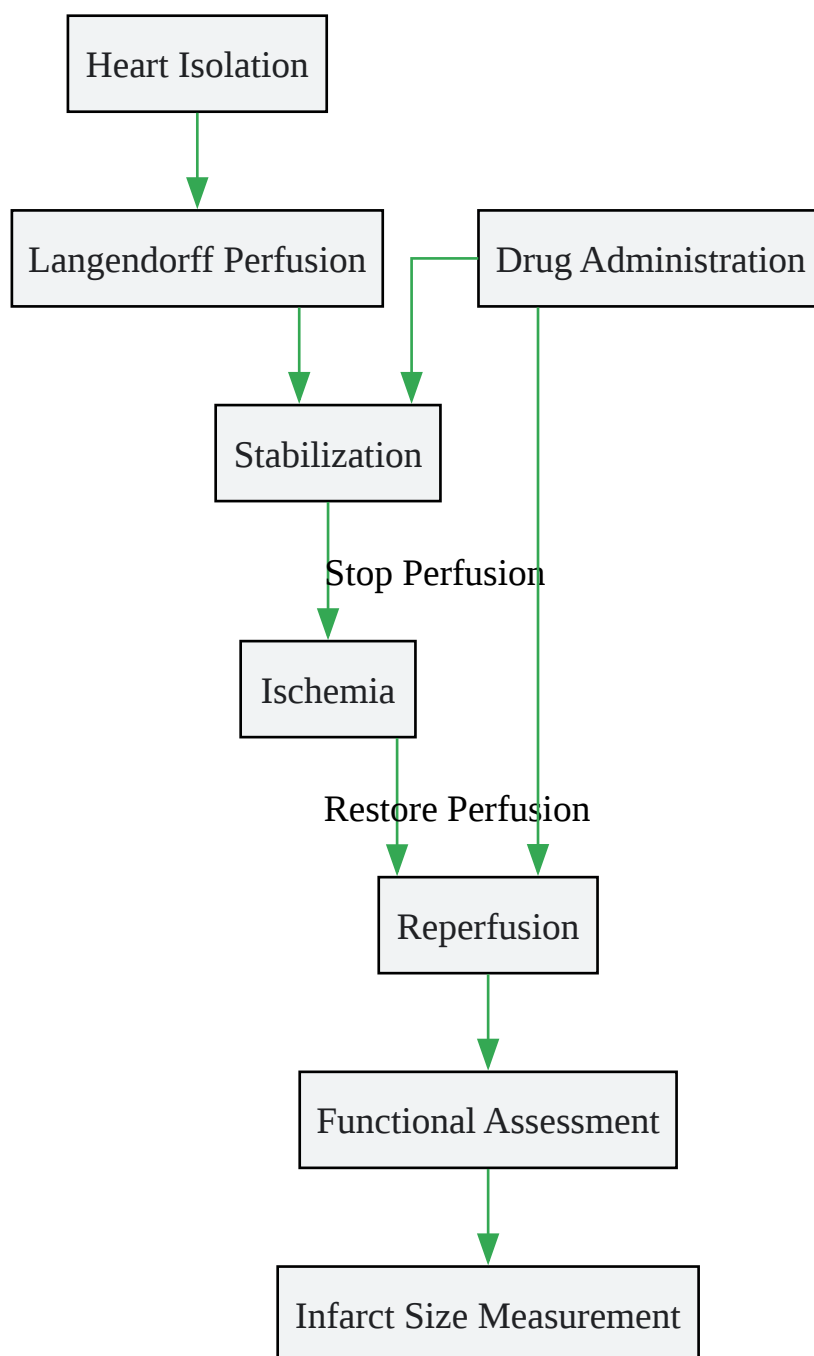 Heart Isolation
Langendorff Perfusion
Drug Administration
Stabilization
Stop Perfusion
Ischemia
Restore Perfusion
Reperfusion
Functional Assessment
Infarct Size Measurement